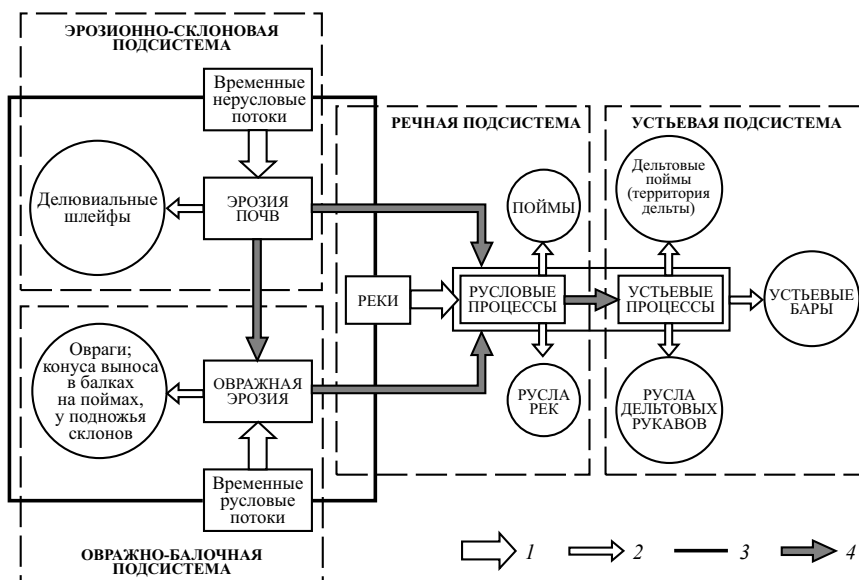 ЭРОЗИОННО-СКЛОНОВАЯ
ПОДСИСТЕМА
Временные
нерусловые
потоки
Делювиальные
шлейфы
ЭРОЗИЯ
ПОЧВ
РЕЧНАЯ ПОДСИСТЕМА
ПОЙМЫ
РЕКИ
РУСЛОВЫЕ
ПРОЦЕССЫ
РУСЛА
РЕК
УСТЬЕВАЯ ПОДСИСТЕМА
Дельтовые
поймы
(территория
дельты)
УСТЬЕВЫЕ
ПРОЦЕССЫ
УСТЬЕВЫЕ
БАРЫ
РУСЛА
ДЕЛЬТОВЫХ
РУКАВОВ
Овраги;
конуса выноса
в балках
на поймах,
у подножья
склонов
ОВРАЖНАЯ
ЭРОЗИЯ
Временные
русловые
потоки
ОВРАЖНО-БАЛОЧНАЯ
ПОДСИСТЕМА
1
2
3
4